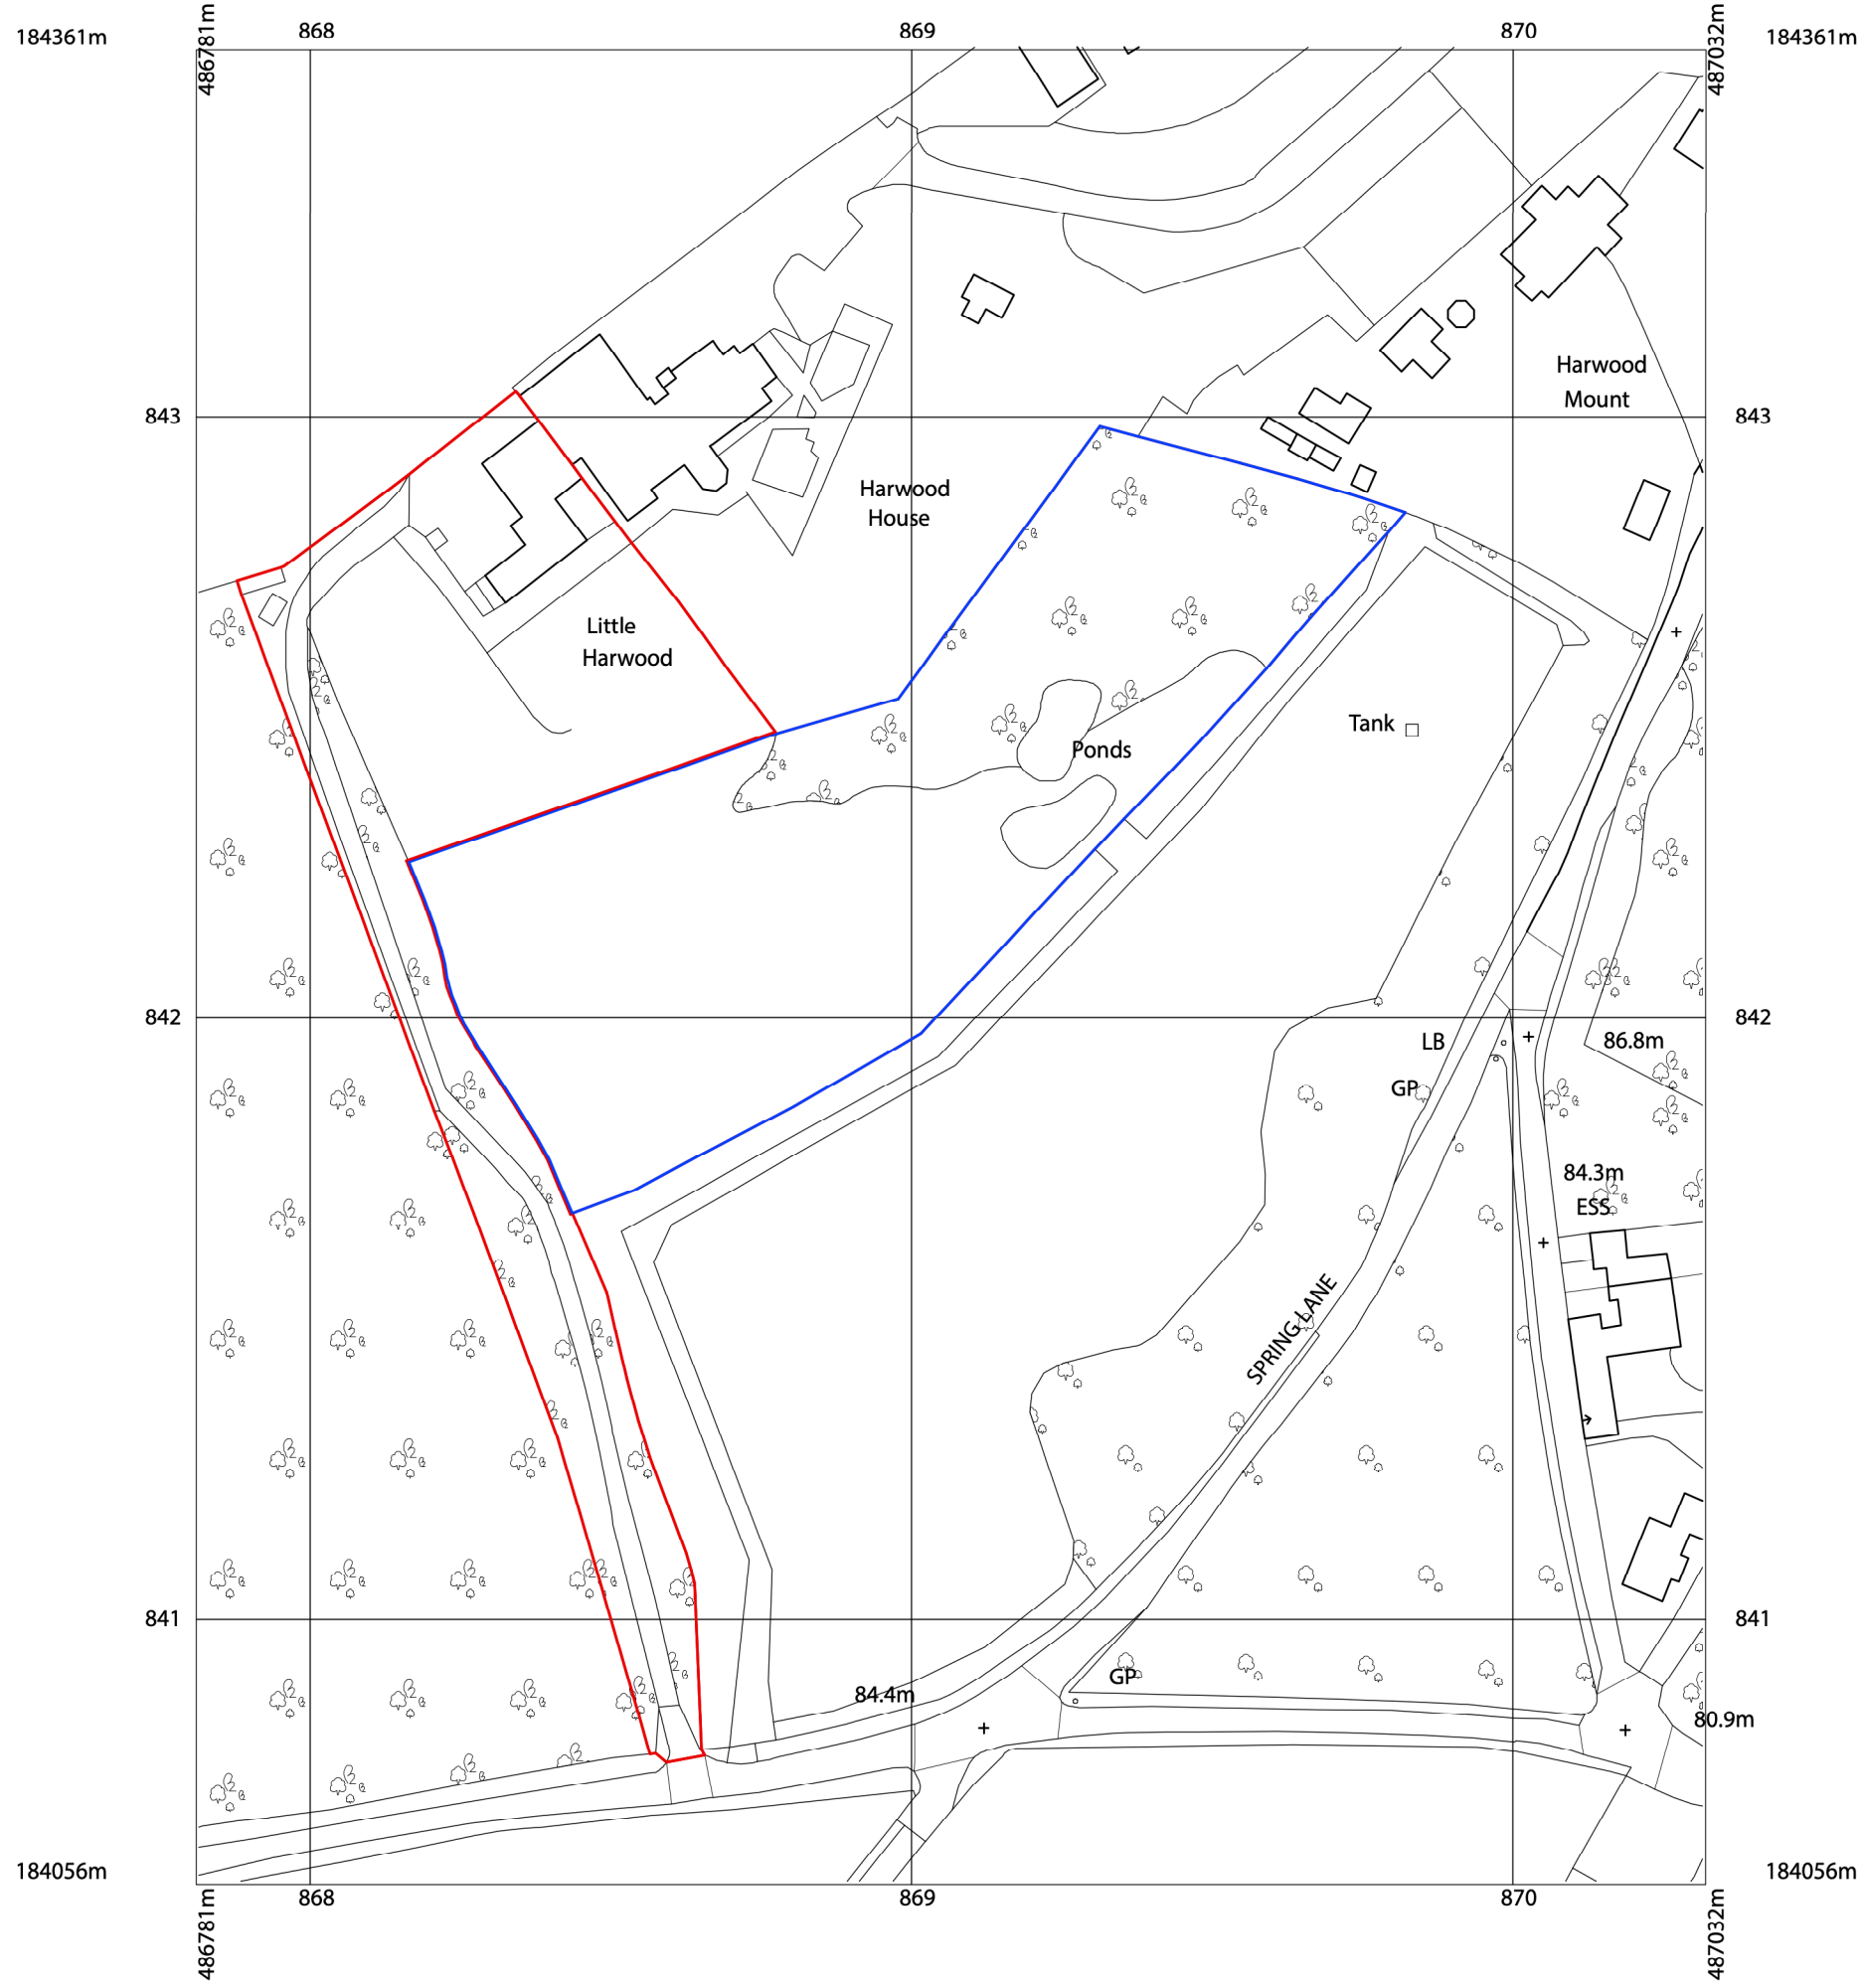 486781m
487032m
184361m
868
869
870
184361m
Harwood
Mount
843
843
Harwood
House
Little
Harwood
Tank
Ponds
842
842
LB
86.8m
GP
84.3m
ESS
SPRING LANE
841
841
GP
84.4m
80.9m
184056m
184056m
868
869
870
486781m
487032m